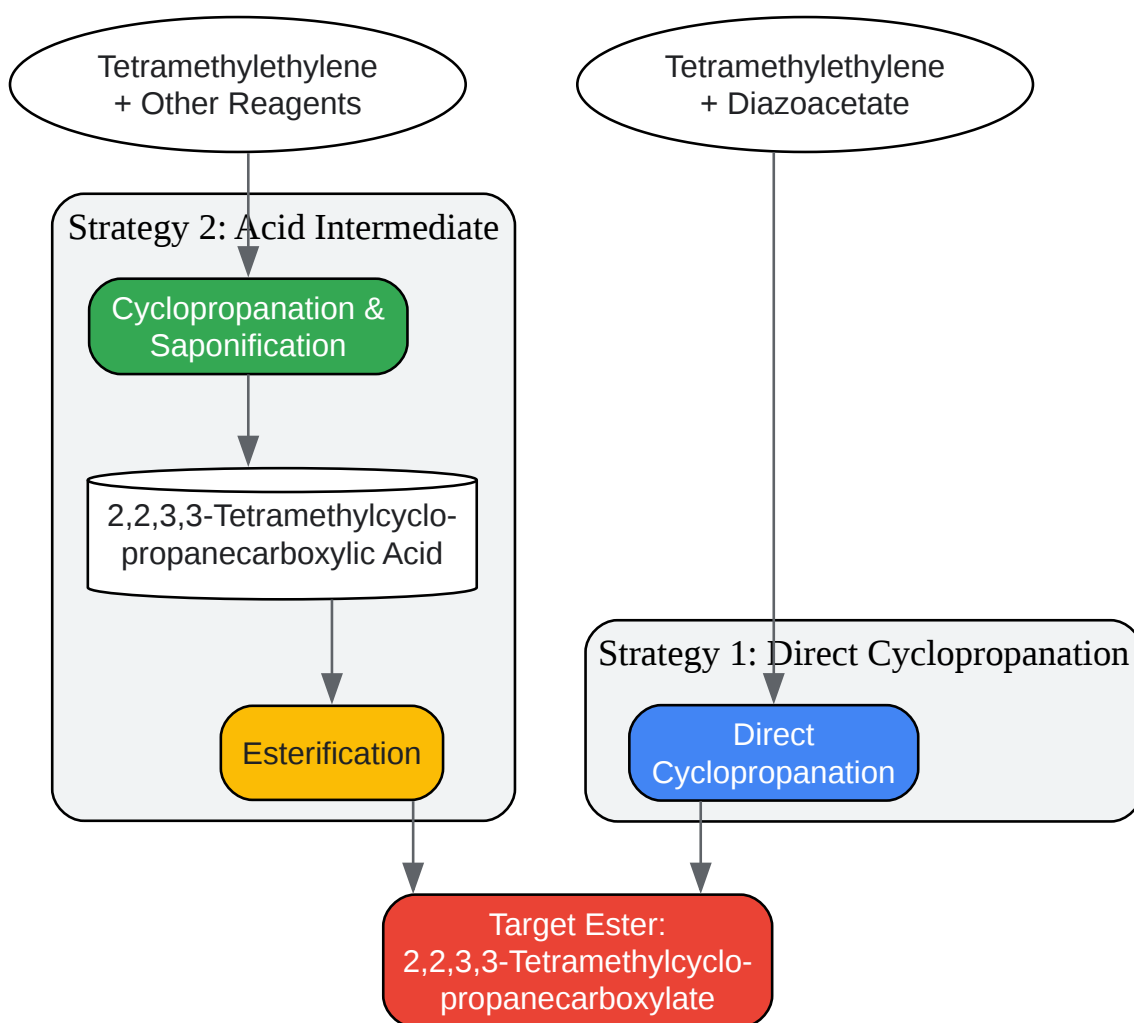 Tetramethylethylene
+ Other Reagents
Tetramethylethylene
+ Diazoacetate
Strategy 2: Acid Intermediate
Cyclopropanation &
Saponification
2,2,3,3-Tetramethylcyclo-
propanecarboxylic Acid
Esterification
Strategy 1: Direct Cyclopropanation
Direct
Cyclopropanation
Target Ester:
2,2,3,3-Tetramethylcyclo-
propanecarboxylate